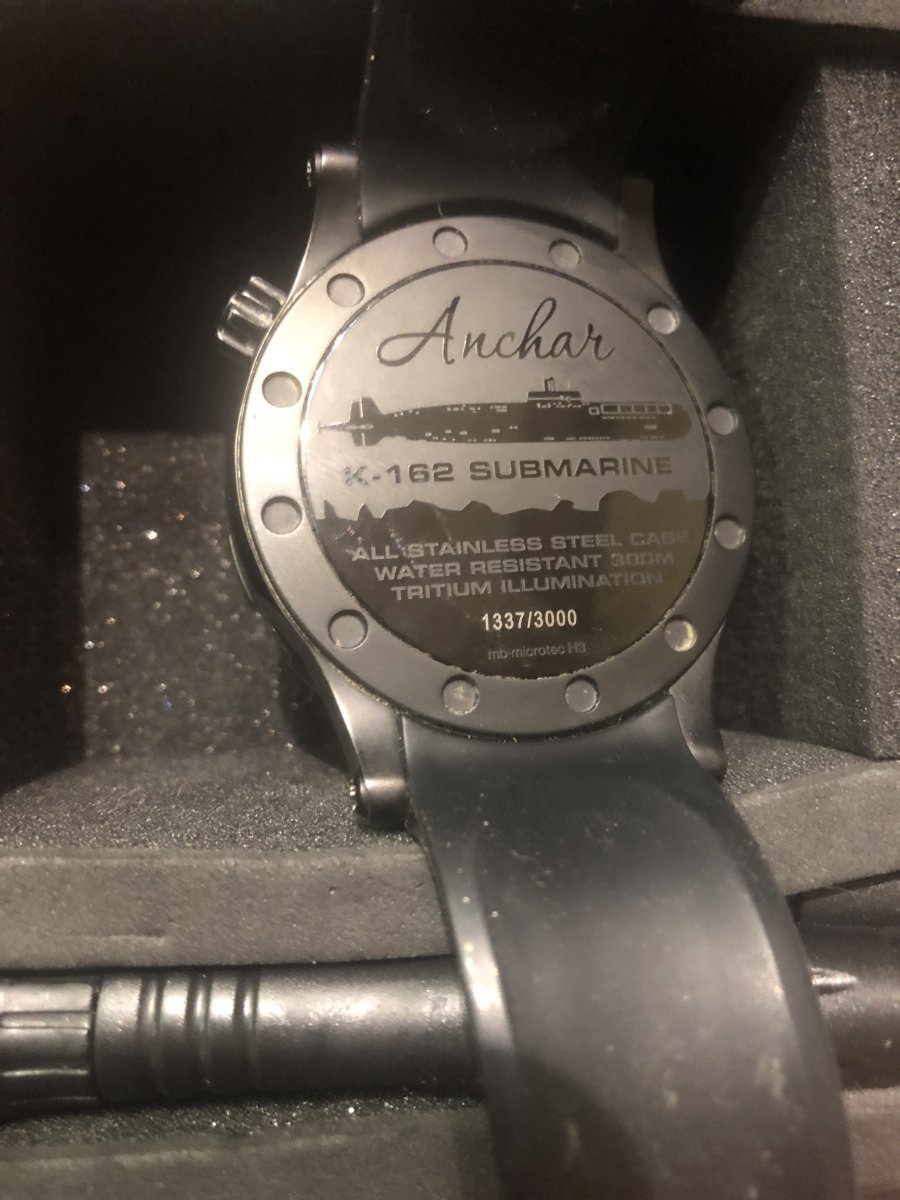 Anchar
K-162 SUBMARINE
ALL STAINLESS STEEL CASE
WATER RESISTANT 300M
TRITIUM ILLUMINATION
1337/3000
mb-microtec H3